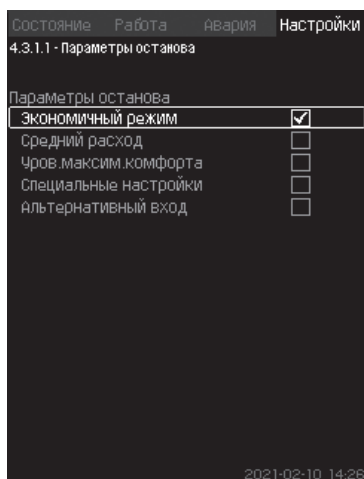 Состояние Работа Авария Настройки
4.3.1.1 - Параметры останова
Параметры останова
Экономичный режим
Средний расход
Уров.максим.комфорта
Специальные настройки
Альтернативный вход
2021-02-10 14:26